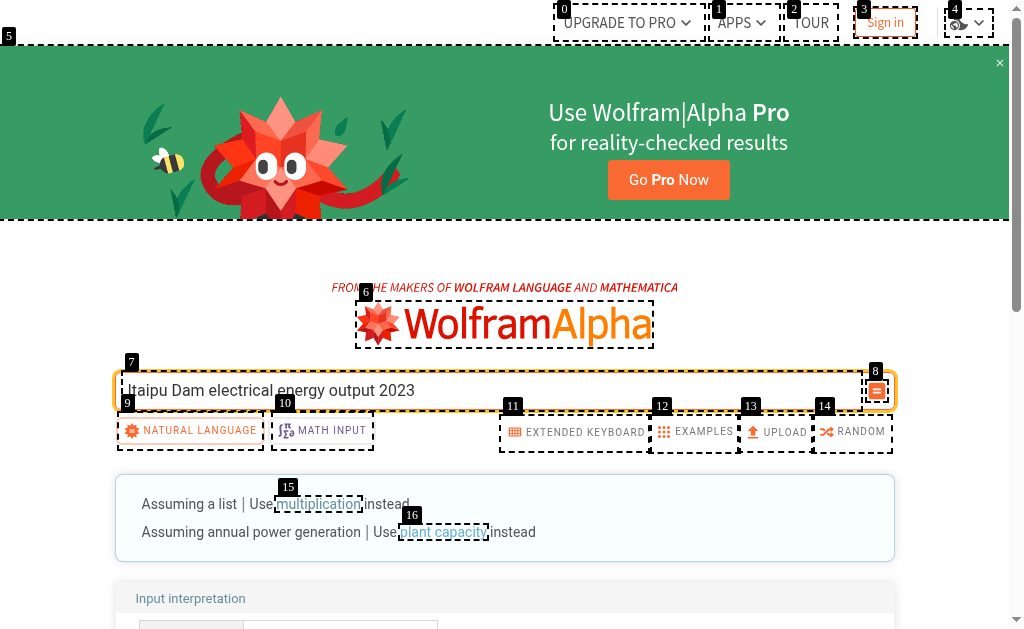 0 UPGRADE TO PRO 1 APPS 2 TOUR 3 Sign in 4
5
×
Use Wolfram|Alpha Pro
for reality-checked results
Go Pro Now
FROM THE MAKERS OF WOLFRAM LANGUAGE AND MATHEMATICA
6
WolframAlpha
7 8
Itaipu Dam electrical energy output 2023
9 10 11 12 13 14
NATURAL LANGUAGE MATH INPUT EXTENDED KEYBOARD EXAMPLES UPLOAD RANDOM
15
Assuming a list | Use multiplication instead
16
Assuming annual power generation | Use plant capacity instead
Input interpretation